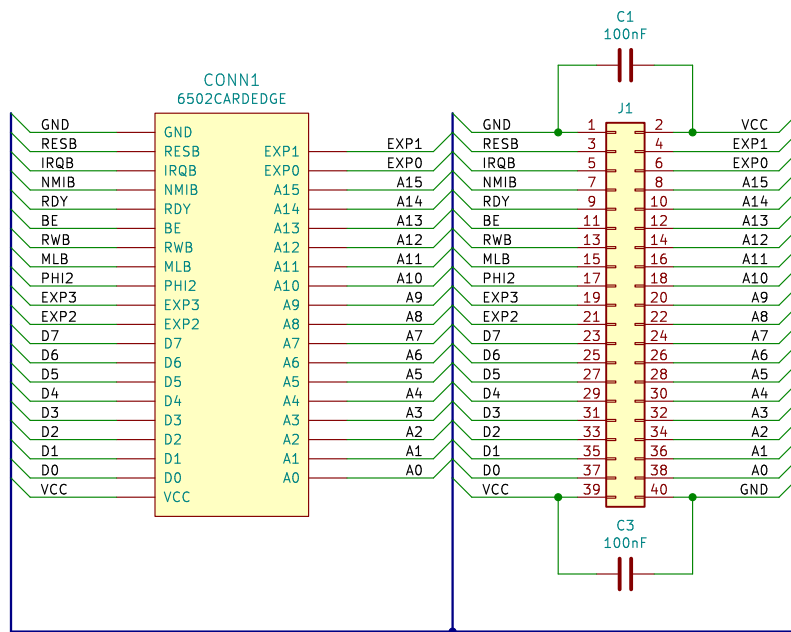 C1
100nF
CONN1
6502CARDEDGE
J1
GND GND GND 1 2 VCC
RESB RESB EXP1 EXP1 RESB 3 4 EXP1
IRQB IRQB EXP0 EXP0 IRQB 5 6 EXP0
NMIB NMIB A15 A15 NMIB 7 8 A15
RDY RDY A14 A14 RDY 9 10 A14
BE BE A13 A13 BE 11 12 A13
RWB RWB A12 A12 RWB 13 14 A12
MLB MLB A11 A11 MLB 15 16 A11
PHI2 PHI2 A10 A10 PHI2 17 18 A10
EXP3 EXP3 A9 A9 EXP3 19 20 A9
EXP2 EXP2 A8 A8 EXP2 21 22 A8
D7 D7 A7 A7 D7 23 24 A7
D6 D6 A6 A6 D6 25 26 A6
D5 D5 A5 A5 D5 27 28 A5
D4 D4 A4 A4 D4 29 30 A4
D3 D3 A3 A3 D3 31 32 A3
D2 D2 A2 A2 D2 33 34 A2
D1 D1 A1 A1 D1 35 36 A1
D0 D0 A0 A0 D0 37 38 A0
VCC VCC VCC 39 40 GND
C3
100nF